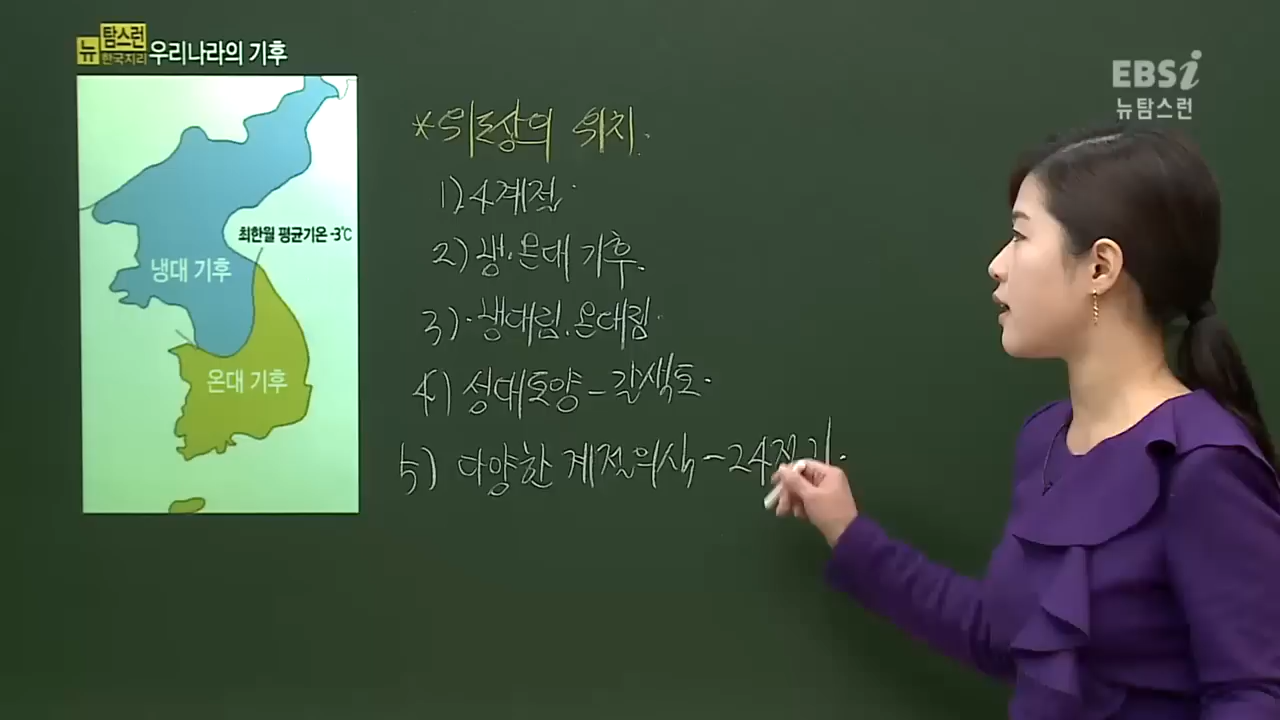 뉴 탐스런 한국지리 우리나라의 기후
EBSi
뉴탐스런
최한월 평균기온 -3℃
냉대 기후
온대 기후
*위도상의 위치.
1) 4계절.
2) 냉·온대 기후.
3) 냉대림. 온대림.
4) 성대토양 - 갈색토.
5) 다양한 계절의식 - 24절기.